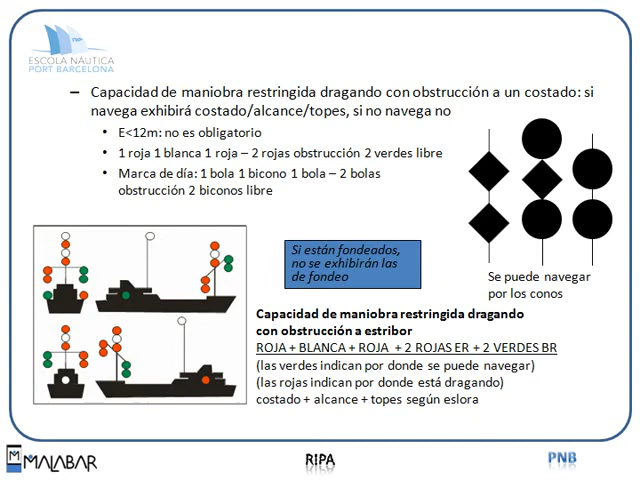 ESCOLA NÀUTICA
PORT BARCELONA
– Capacidad de maniobra restringida dragando con obstrucción a un costado: si
navega exhibirá costado/alcance/topes, si no navega no
• E<12m: no es obligatorio
• 1 roja 1 blanca 1 roja – 2 rojas obstrucción 2 verdes libre
• Marca de día: 1 bola 1 bicono 1 bola – 2 bolas
obstrucción 2 biconos libre
Si están fondeados,
no se exhibirán las
de fondeo
Se puede navegar
por los conos
Capacidad de maniobra restringida dragando
con obstrucción a estribor
ROJA + BLANCA + ROJA + 2 ROJAS ER + 2 VERDES BR
(las verdes indican por donde se puede navegar)
(las rojas indican por donde está dragando)
costado + alcance + topes según eslora
MALABAR
RIPA
PNB